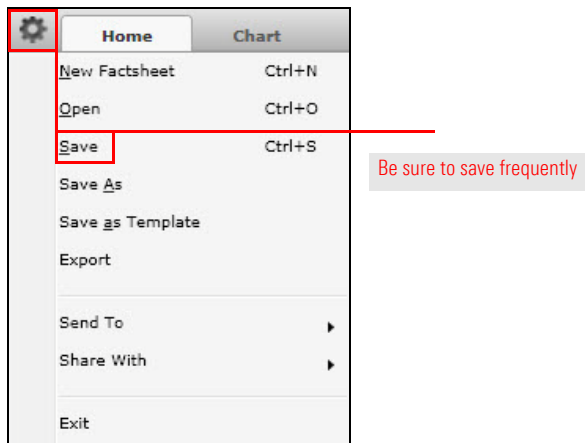 Home Chart
New Factsheet Ctrl+N
Open Ctrl+O
Save Ctrl+S
Be sure to save frequently
Save As
Save as Template
Export
Send To
Share With
Exit